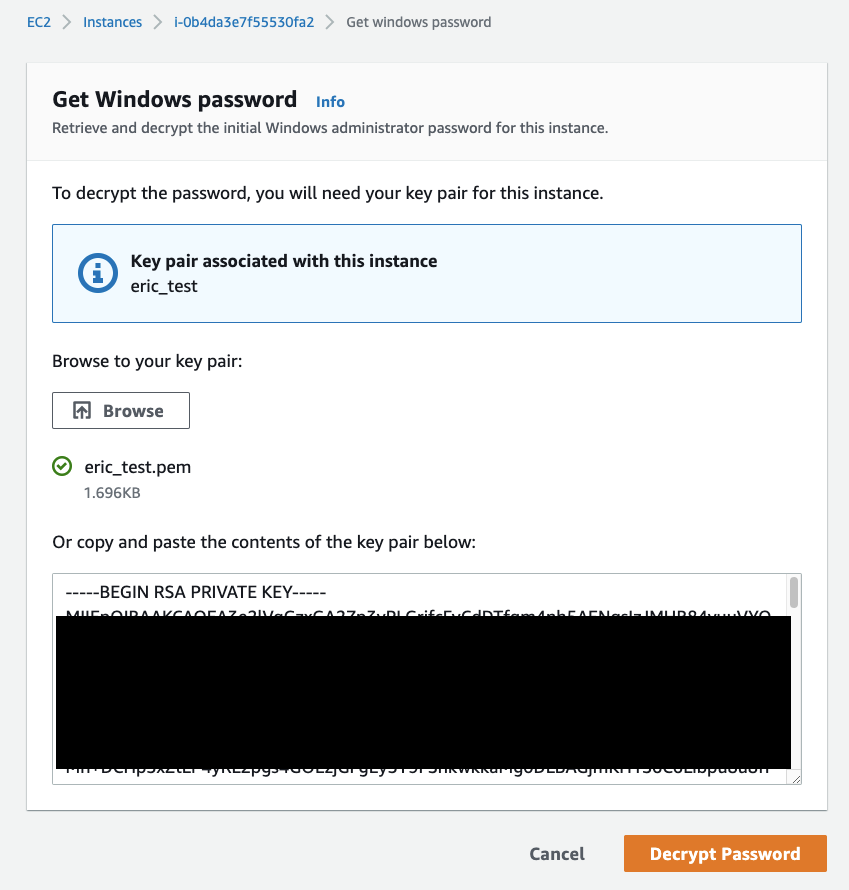 EC2 > Instances > i-0b4da3e7f55530fa2 > Get windows password
Get Windows password Info
Retrieve and decrypt the initial Windows administrator password for this instance.
To decrypt the password, you will need your key pair for this instance.
Key pair associated with this instance
eric_test
Browse to your key pair:
Browse
eric_test.pem
1.696KB
Or copy and paste the contents of the key pair below:
-----BEGIN RSA PRIVATE KEY-----
Cancel Decrypt Password